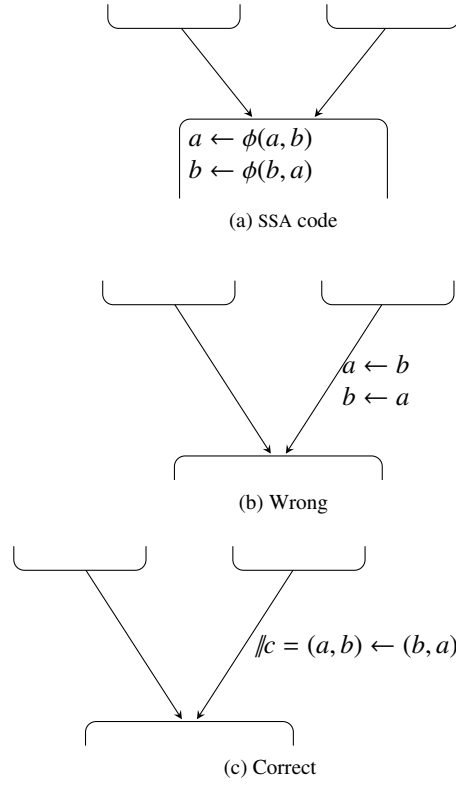 a ← ϕ(a, b)
b ← ϕ(b, a)
(a) SSA code
a ← b
b ← a
(b) Wrong
∥c = (a, b) ← (b, a)
(c) Correct